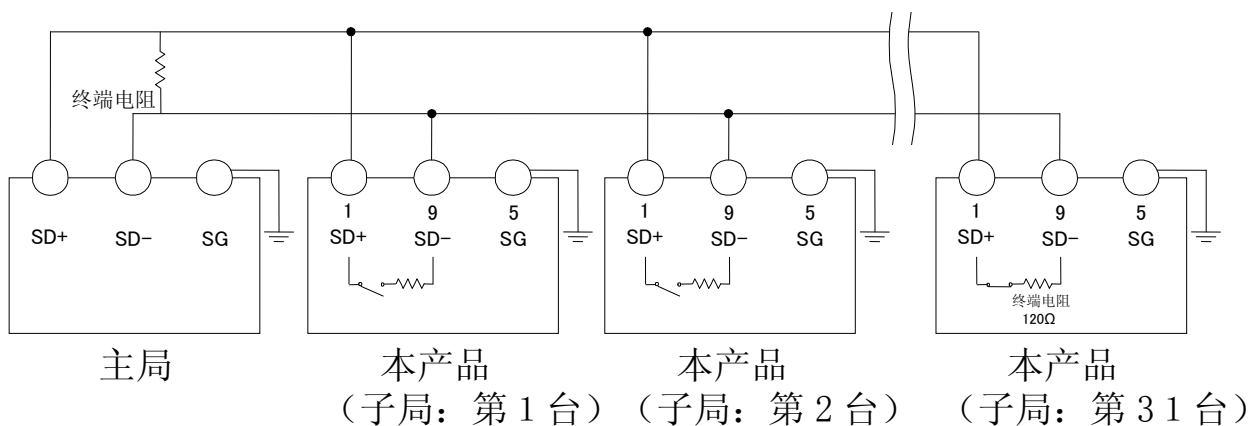 终端电阻
1 9 5
1 9 5
1 9 5
SD+ SD- SG
SD+ SD- SG
SD+ SD- SG
SD+ SD- SG
终端电阻
120Ω
主局
本产品
(子局：第1台)
本产品
(子局：第2台)
本产品
(子局：第31台)